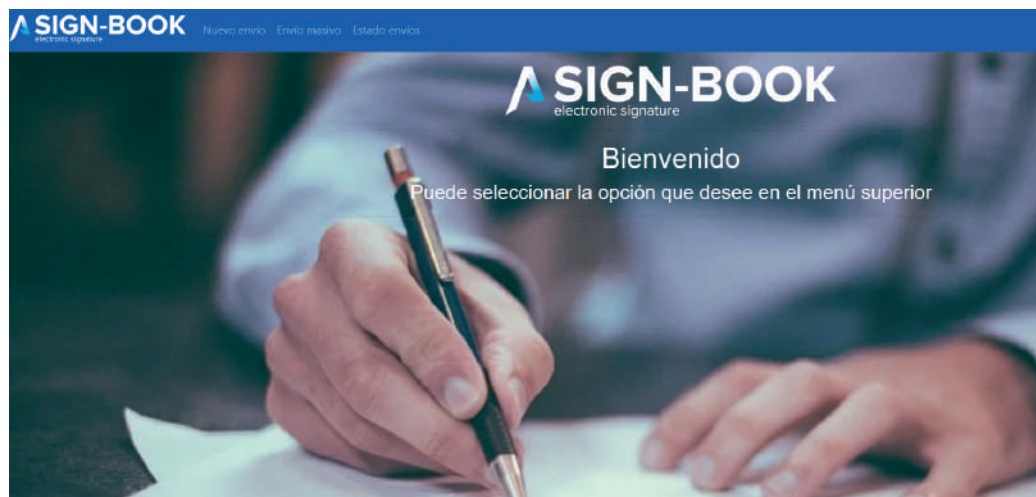 SIGN-BOOK
electronic signature
Nuevo envío Envío masivo Estado envíos
SIGN-BOOK
electronic signature
Bienvenido
Puede seleccionar la opción que desee en el menú superior